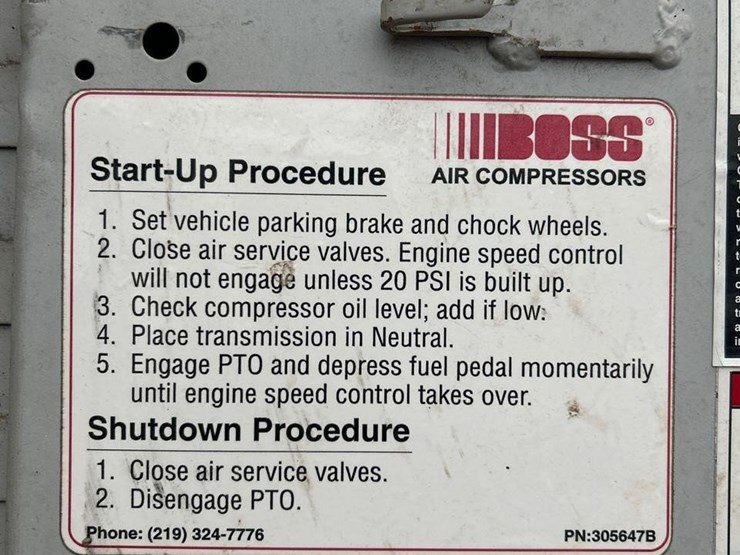 BOSS®
AIR COMPRESSORS
Start-Up Procedure
1. Set vehicle parking brake and chock wheels.
2. Close air service valves. Engine speed control
will not engage unless 20 PSI is built up.
3. Check compressor oil level; add if low.
4. Place transmission in Neutral.
5. Engage PTO and depress fuel pedal momentarily
until engine speed control takes over.
Shutdown Procedure
1. Close air service valves.
2. Disengage PTO.
Phone: (219) 324-7776
PN:305647B